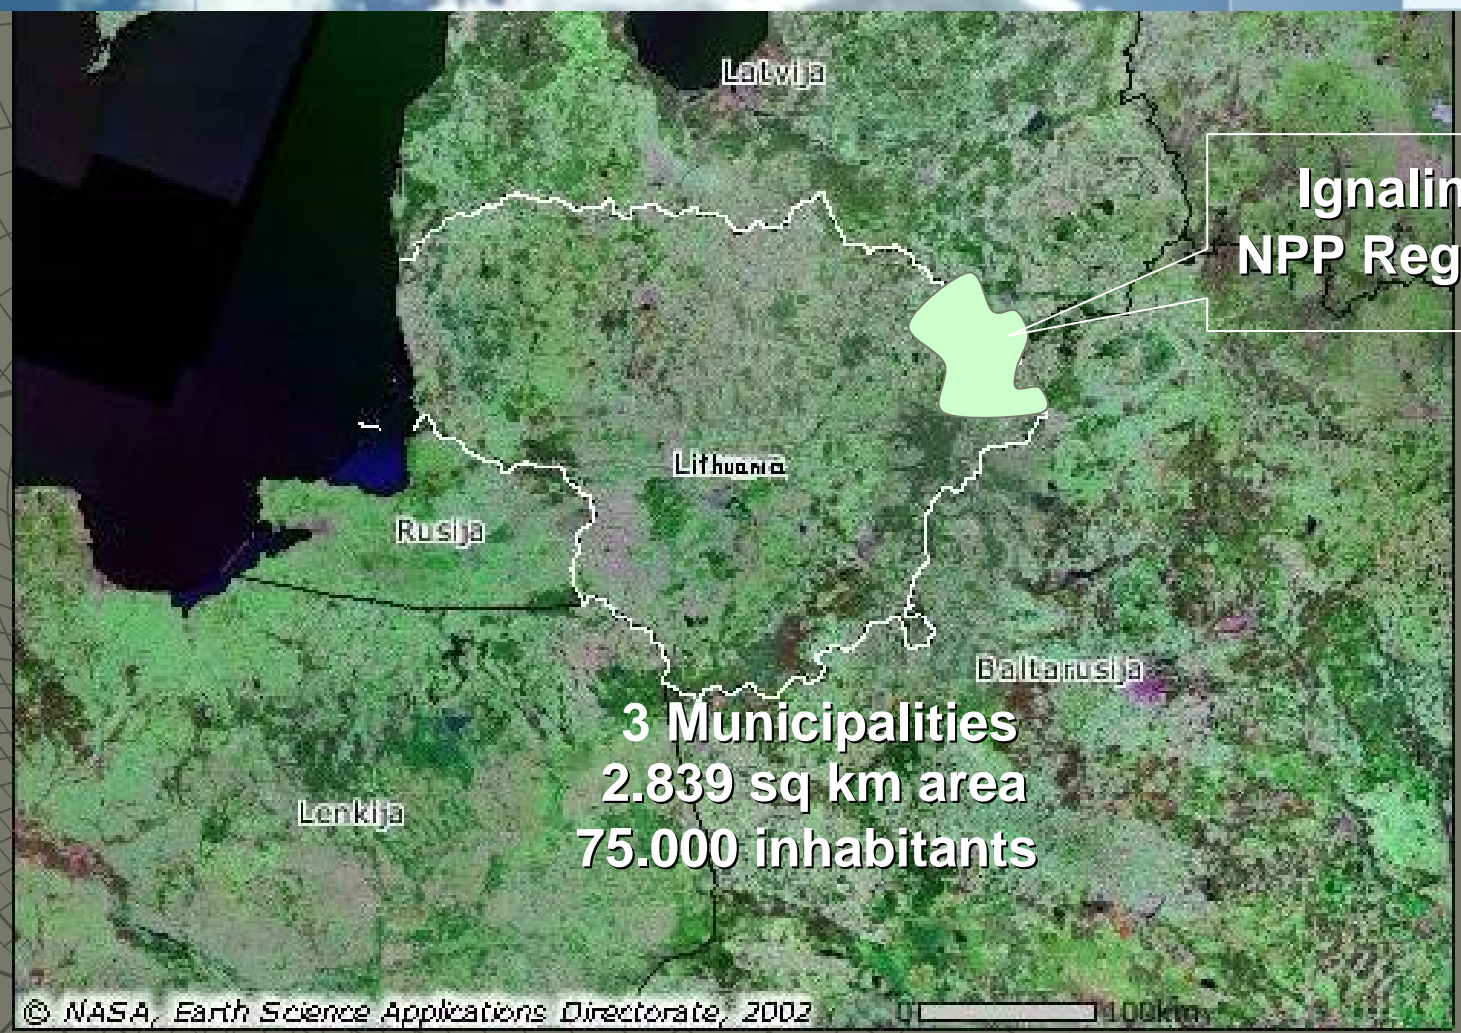 Latvija
Ignalin
NPP Reg
Lithuania
Rusija
Baltarusija
3 Municipalities
2.839 sq km area
Lenkija
75.000 inhabitants
© NASA, Earth Science Applications Directorate, 2002
0 100km